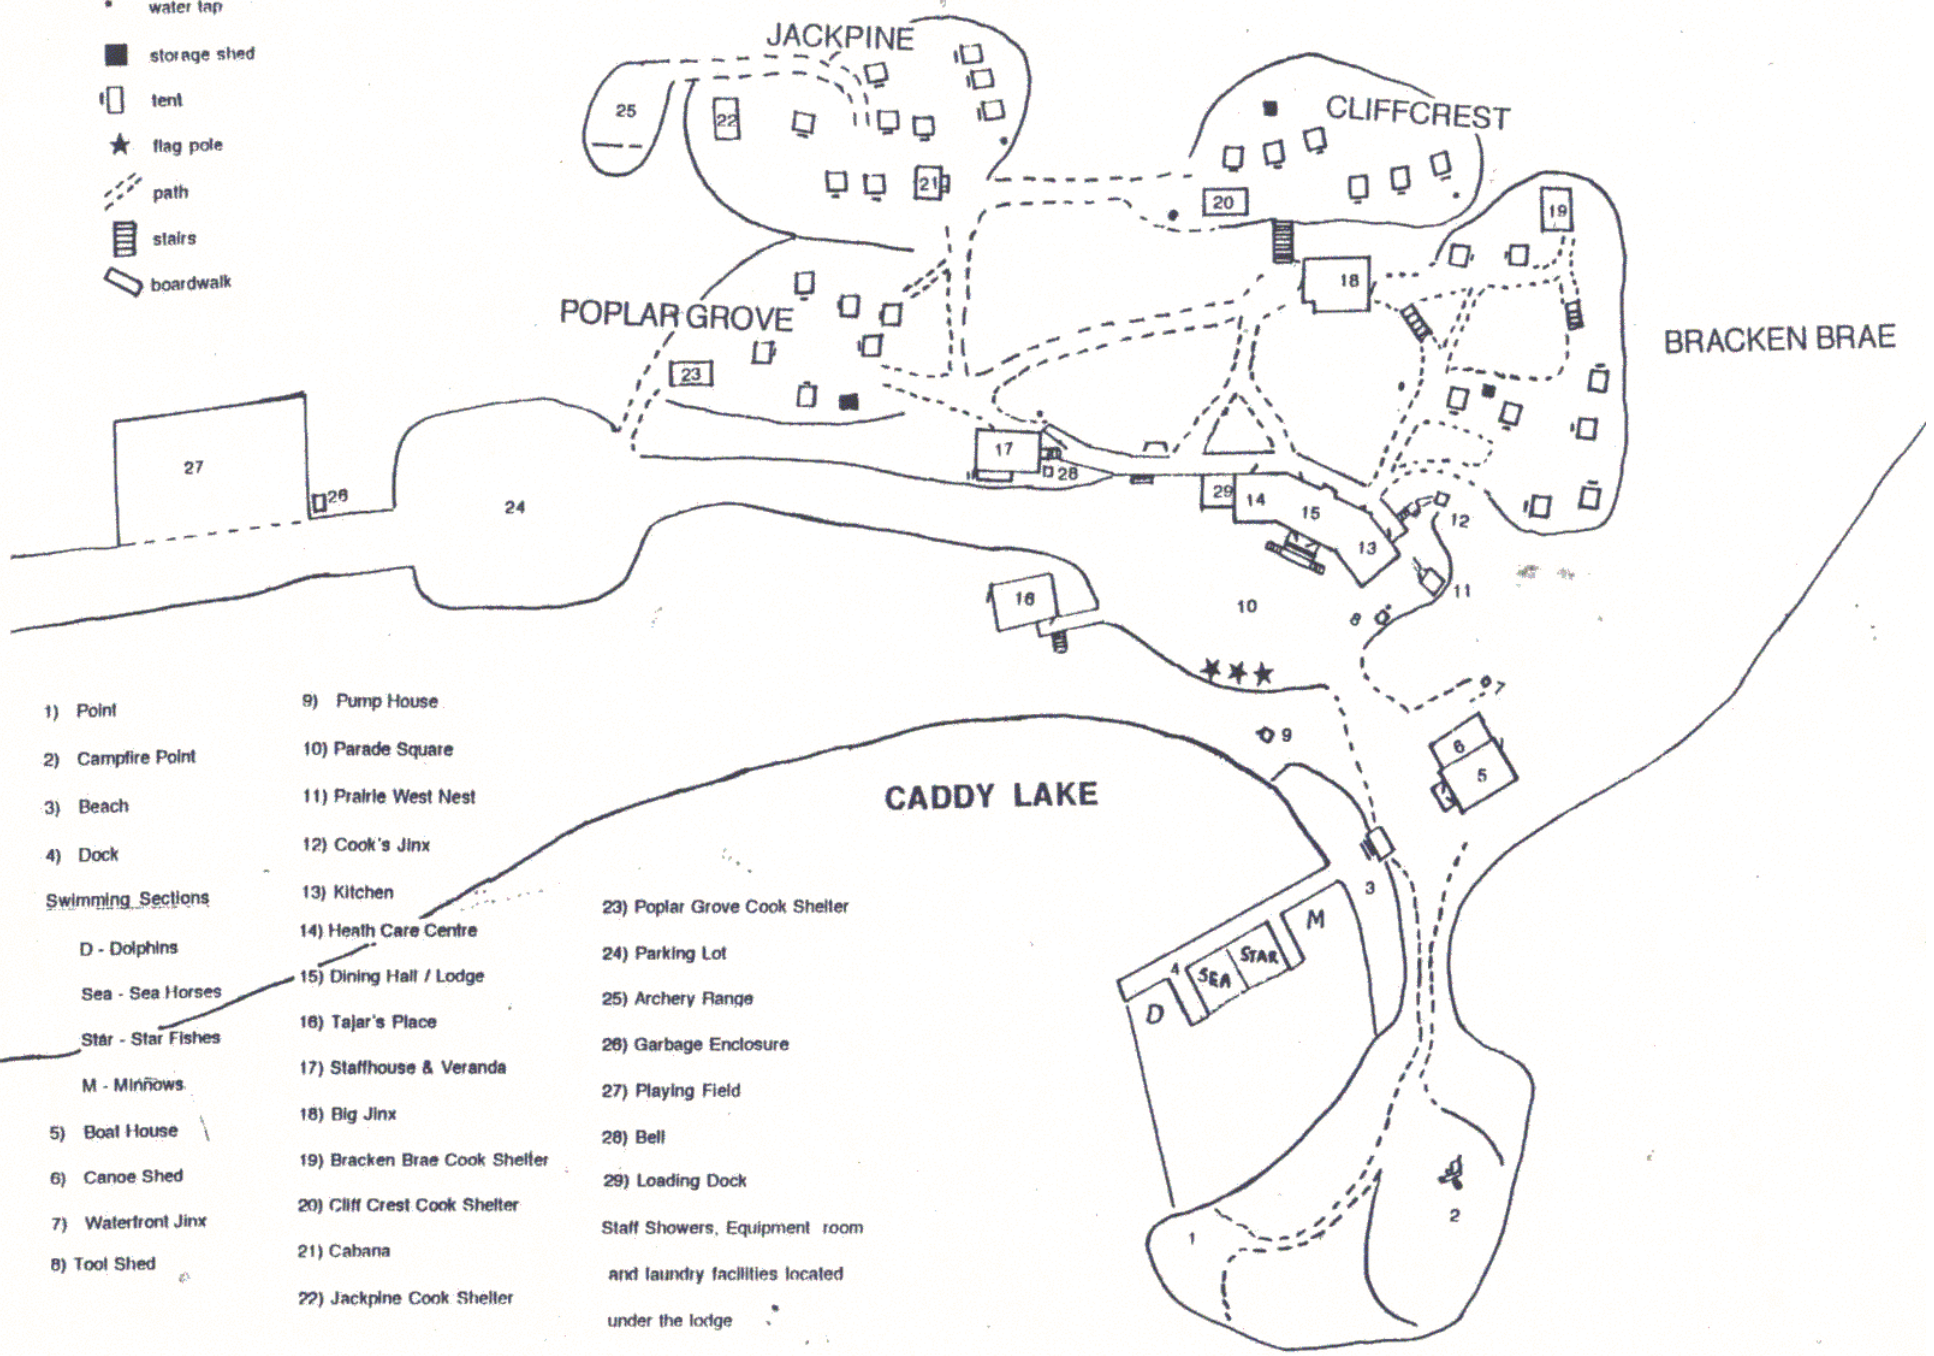 water tap
storage shed
tent
flag pole
path
stairs
boardwalk
JACKPINE
25
22
21
CLIFFCREST
20
19
18
POPLAR GROVE
23
BRACKEN BRAE
27
26
24
17
28
29
14
15
13
12
11
16
10
8
7
9
6
5
CADDY LAKE
3
4
D
SEA
STAR
M
1
2
1) Point
2) Campfire Point
3) Beach
4) Dock
Swimming Sections
D - Dolphins
Sea - Sea Horses
Star - Star Fishes
M - Minnows
5) Boat House
6) Canoe Shed
7) Waterfront Jinx
8) Tool Shed
9) Pump House
10) Parade Square
11) Prairie West Nest
12) Cook's Jinx
13) Kitchen
14) Heath Care Centre
15) Dining Hall / Lodge
16) Tajar's Place
17) Staffhouse & Veranda
18) Big Jinx
19) Bracken Brae Cook Shelter
20) Cliff Crest Cook Shelter
21) Cabana
22) Jackpine Cook Shelter
23) Poplar Grove Cook Shelter
24) Parking Lot
25) Archery Range
26) Garbage Enclosure
27) Playing Field
28) Bell
29) Loading Dock
Staff Showers, Equipment room
and laundry facilities located
under the lodge